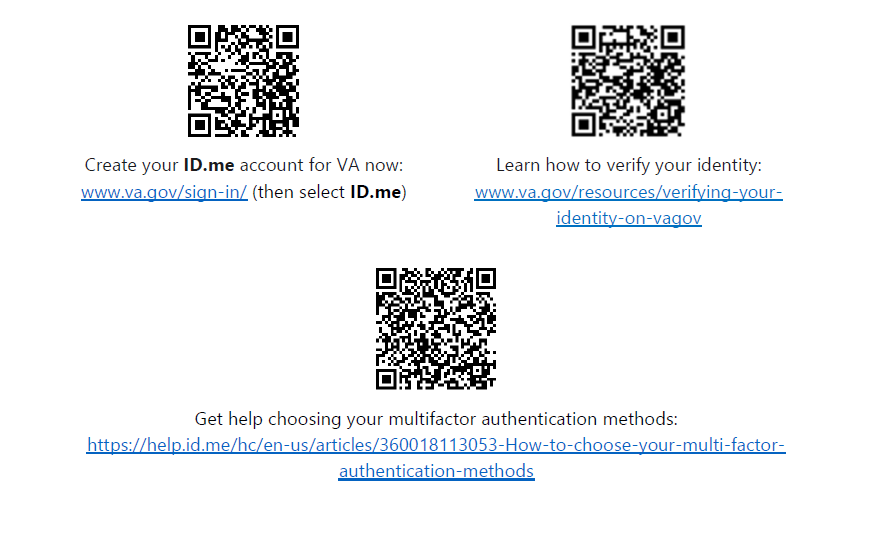 Create your ID.me account for VA now:
www.va.gov/sign-in/ (then select ID.me)
Learn how to verify your identity:
www.va.gov/resources/verifying-your-
identity-on-vagov
Get help choosing your multifactor authentication methods:
https://help.id.me/hc/en-us/articles/360018113053-How-to-choose-your-multi-factor-
authentication-methods